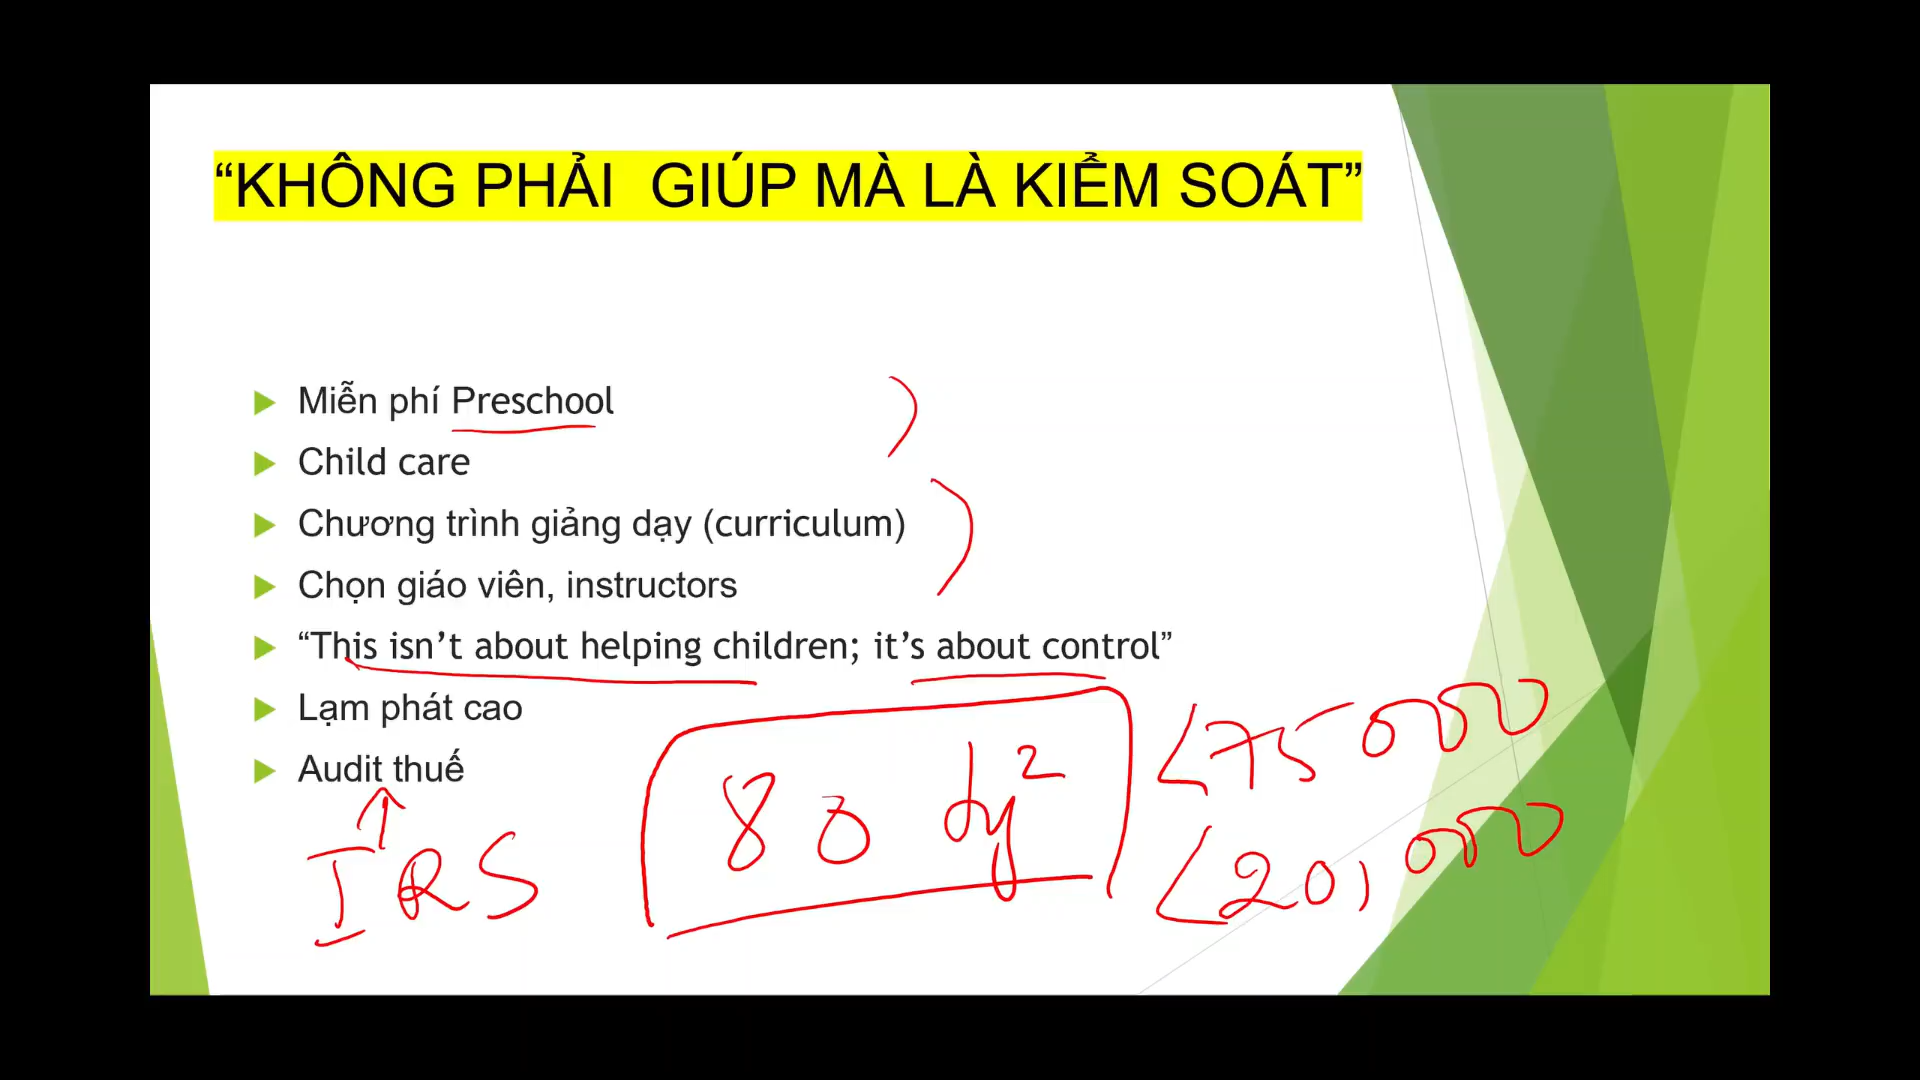 “KHÔNG PHẢI GIÚP MÀ LÀ KIỂM SOÁT”
Miễn phí Preschool
Child care
Chương trình giảng dạy (curriculum)
Chọn giáo viên, instructors
“This isn’t about helping children; it’s about control”
Lạm phát cao
Audit thuế
IRS
80 tỷ
<75000
<20,000